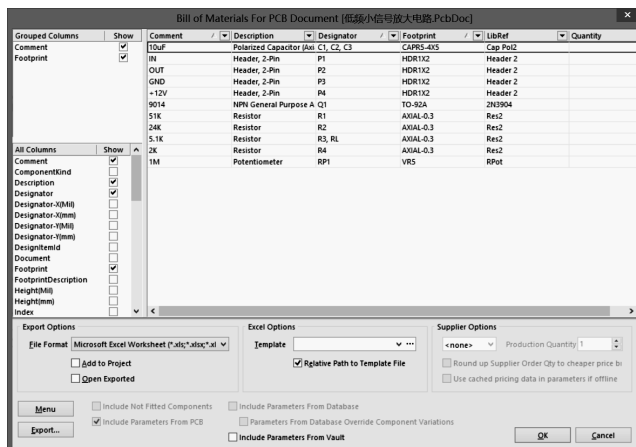 Bill of Materials For PCB Document [低频小信号放大电路.PcbDoc]
Grouped Columns Show
Comment
Footprint
All Columns Show
Comment
ComponentKind
Description
Designator
Designator-X(Mil)
Designator-X(mm)
Designator-Y(Mil)
Designator-Y(mm)
DesignItemId
Document
Footprint
FootprintDescription
Height(Mil)
Height(mm)
Index
Comment Description Designator Footprint LibRef Quantity
10uF Polarized Capacitor (Axi C1, C2, C3 CAPR5-4X5 Cap Pol2
IN Header, 2-Pin P1 HDR1X2 Header 2
OUT Header, 2-Pin P2 HDR1X2 Header 2
GND Header, 2-Pin P3 HDR1X2 Header 2
+12V Header, 2-Pin P4 HDR1X2 Header 2
9014 NPN General Purpose A Q1 TO-92A 2N3904
51K Resistor R1 AXIAL-0.3 Res2
24K Resistor R2 AXIAL-0.3 Res2
5.1K Resistor R3, RL AXIAL-0.3 Res2
2K Resistor R4 AXIAL-0.3 Res2
1M Potentiometer RP1 VR5 RPot
Export Options
File Format Microsoft Excel Worksheet (*.xls;*.xlsx;*.xl
Add to Project
Open Exported
Excel Options
Template
Relative Path to Template File
Supplier Options
<none> Production Quantity 1
Round up Supplier Order Qty to cheaper price br
Use cached pricing data in parameters if offline
Menu
Export...
Include Not Fitted Components
Include Parameters From PCB
Include Parameters From Database
Parameters From Database Override Component Variations
Include Parameters From Vault
OK Cancel